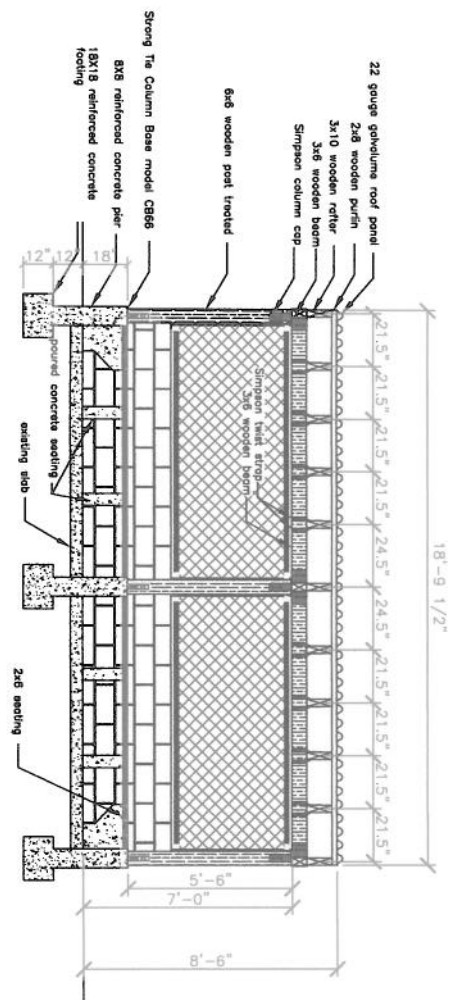 18'-9 1/2"
21.5"
21.5"
21.5"
21.5"
24.5"
24.5"
21.5"
21.5"
21.5"
21.5"
22 gauge galvalume roof panel
2x8 wooden purlin
3x10 wooden rafter
3x6 wooden beam
Simpson column cap
6x6 wooden post treated
Strong Tie Column Base model CB66
8X8 reinforced concrete pier
18X18 reinforced concrete
footing
Simpson twist strap
3x6 wooden beam
18"
12"
12"
poured concrete seating
existing slab
2x6 seating
5'-6"
7'-0"
8'-6"